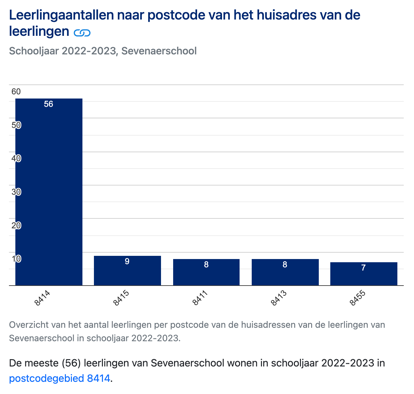 Leerlingaantallen naar postcode van het huisadres van de
leerlingen
Schooljaar 2022-2023, Sevenaerschool
60
50
40
30
20
10
56
9
8
8
7
8414
8415
8411
8413
8455
Overzicht van het aantal leerlingen per postcode van de huisadressen van de leerlingen van
Sevenaerschool in schooljaar 2022-2023.
De meeste (56) leerlingen van Sevenaerschool wonen in schooljaar 2022-2023 in
postcodegebied 8414.